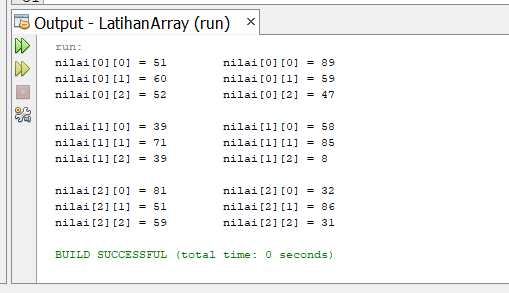 Output - LatihanArray (run) ×
run:
nilai[0][0] = 51 nilai[0][0] = 89
nilai[0][1] = 60 nilai[0][1] = 59
nilai[0][2] = 52 nilai[0][2] = 47
nilai[1][0] = 39 nilai[1][0] = 58
nilai[1][1] = 71 nilai[1][1] = 85
nilai[1][2] = 39 nilai[1][2] = 8
nilai[2][0] = 81 nilai[2][0] = 32
nilai[2][1] = 51 nilai[2][1] = 86
nilai[2][2] = 59 nilai[2][2] = 31
BUILD SUCCESSFUL (total time: 0 seconds)